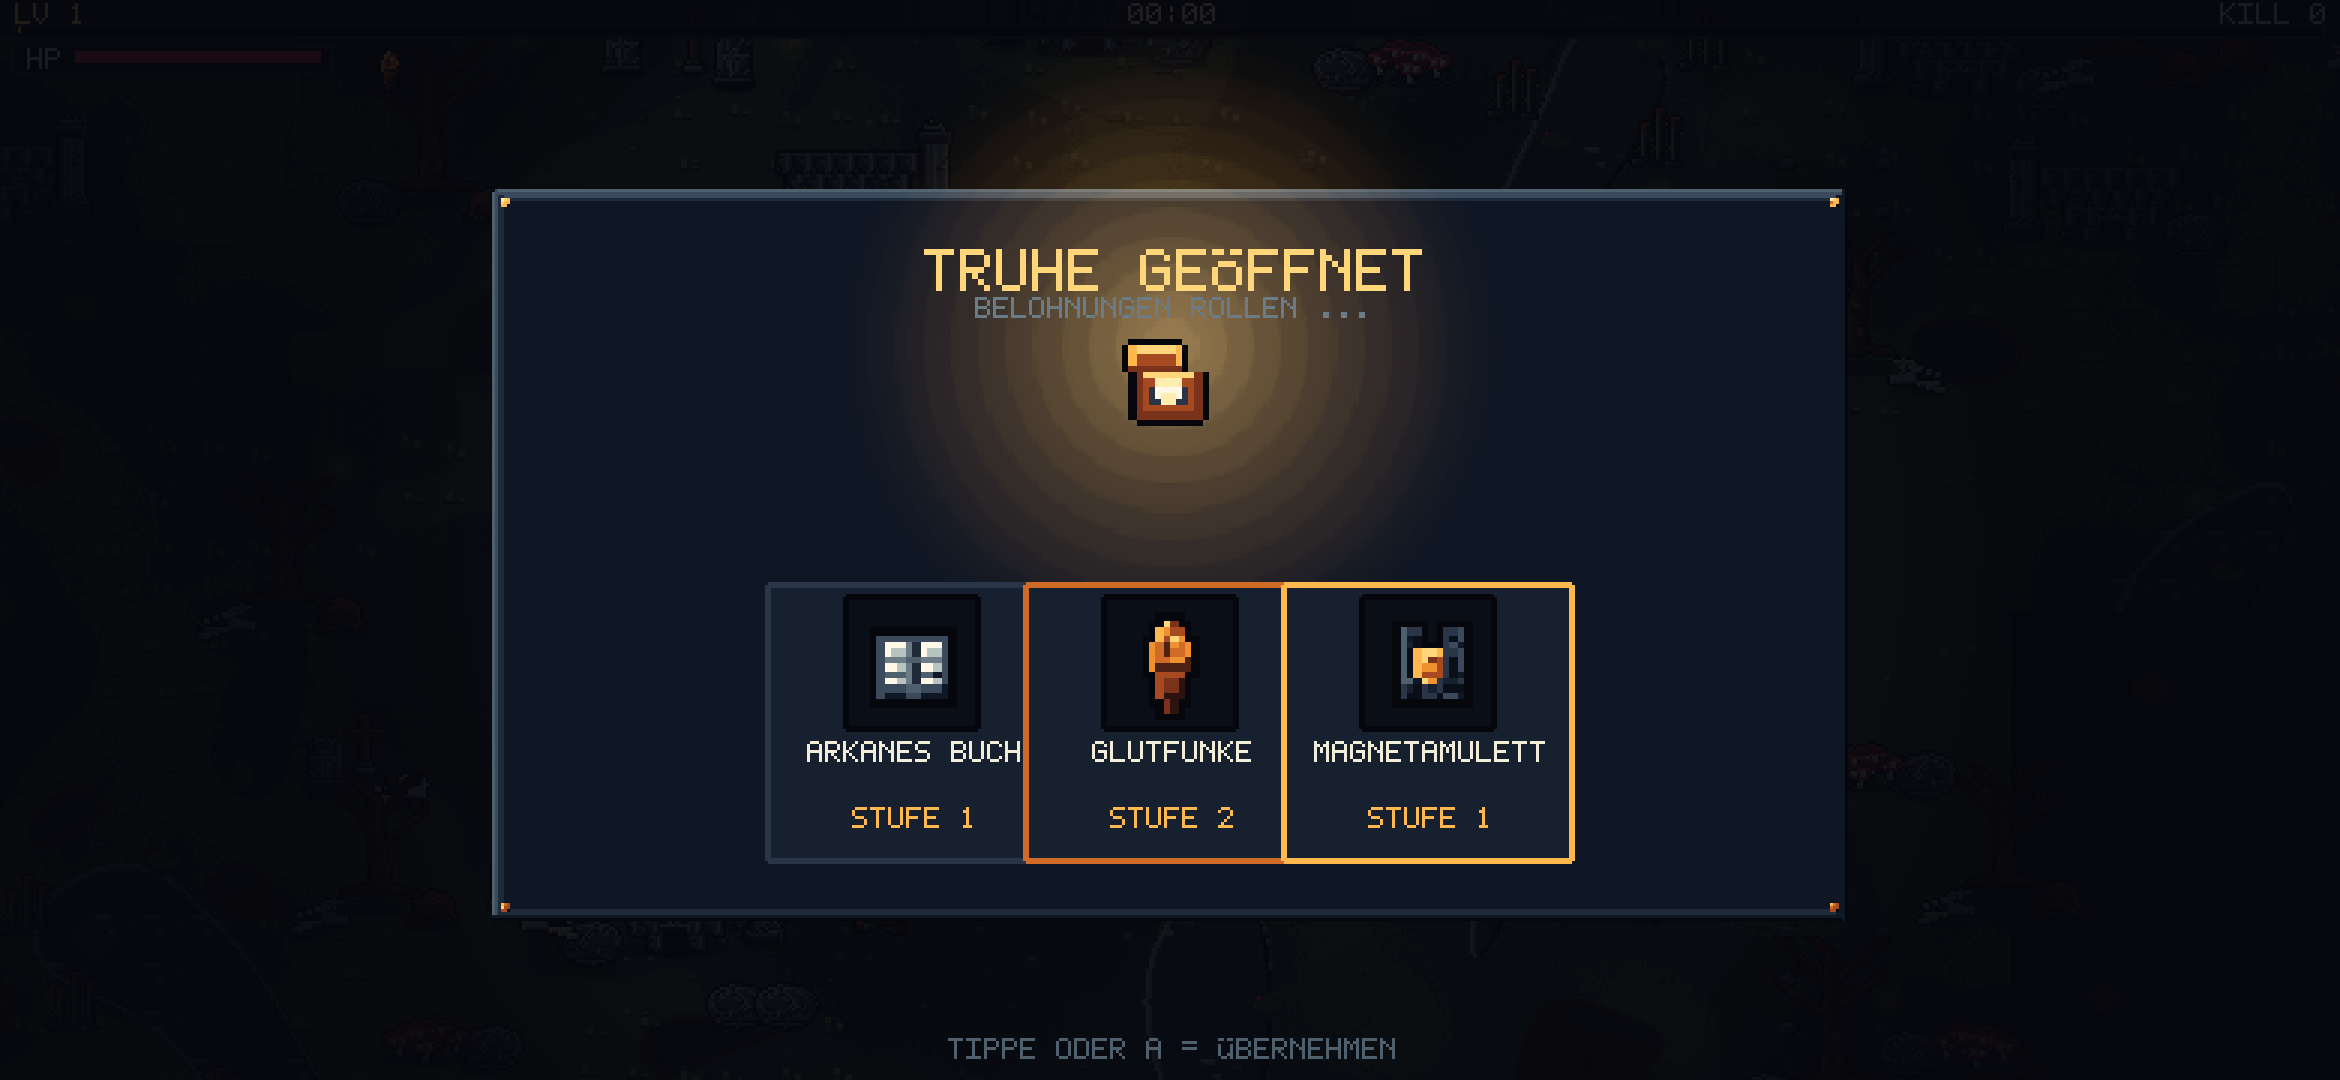 LV 1
00:00
KILL 0
HP
TRUHE GEöFFNET
BELOHNUNGEN ROLLEN ...
ARKANES BUCH
GLUTFUNKE
MAGNETAMULETT
STUFE 1
STUFE 2
STUFE 1
TIPPE ODER A = üBERNEHMEN